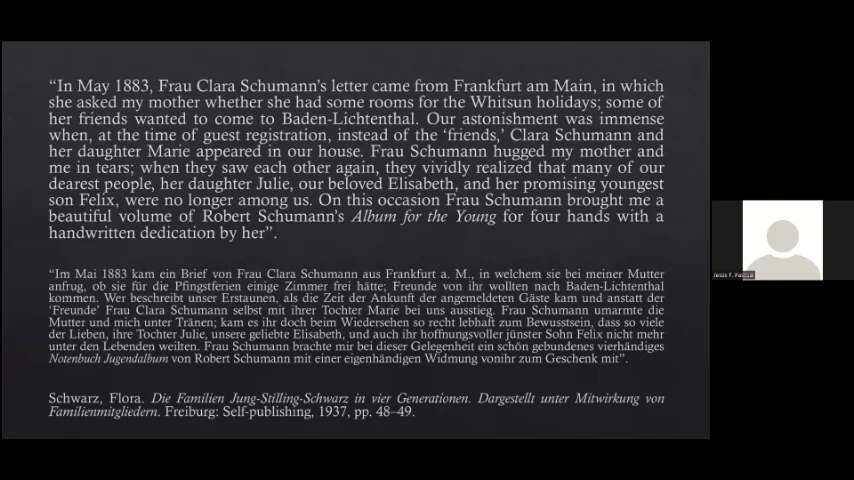 “In May 1883, Frau Clara Schumann’s letter came from Frankfurt am Main, in which
she asked my mother whether she had some rooms for the Whitsun holidays; some of
her friends wanted to come to Baden-Lichtenthal. Our astonishment was immense
when, at the time of guest registration, instead of the ‘friends,’ Clara Schumann and
her daughter Marie appeared in our house. Frau Schumann hugged my mother and
me in tears; when they saw each other again, they vividly realized that many of our
dearest people, her daughter Julie, our beloved Elisabeth, and her promising youngest
son Felix, were no longer among us. On this occasion Frau Schumann brought me a
beautiful volume of Robert Schumann’s Album for the Young for four hands with a
handwritten dedication by her”.
“Im Mai 1883 kam ein Brief von Frau Clara Schumann aus Frankfurt a. M., in welchem sie bei meiner Mutter
anfrug, ob sie für die Pfingstferien einige Zimmer frei hätte; Freunde von ihr wollten nach Baden-Lichtenthal
kommen. Wer beschreibt unser Erstaunen, als die Zeit der Ankunft der angemeldeten Gäste kam und anstatt der
‘Freunde’ Frau Clara Schumann selbst mit ihrer Tochter Marie bei uns ausstieg. Frau Schumann umarmte die
Mutter und mich unter Tränen; kam es ihr doch beim Wiedersehen so recht lebhaft zum Bewusstsein, dass so viele
der Lieben, ihre Tochter Julie, unsere geliebte Elisabeth, und auch ihr hoffnungsvoller jünster Sohn Felix nicht mehr
unter den Lebenden weilten. Frau Schumann brachte mir bei dieser Gelegenheit ein schön gebundenes vierhändiges
Notenbuch Jugendalbum von Robert Schumann mit einer eigenhändigen Widmung vonihr zum Geschenk mit”.
Schwarz, Flora. Die Familien Jung-Stilling-Schwarz in vier Generationen. Dargestellt unter Mitwirkung von
Familienmitgliedern. Freiburg: Self-publishing, 1937, pp. 48–49.
Jesús F. Pascual